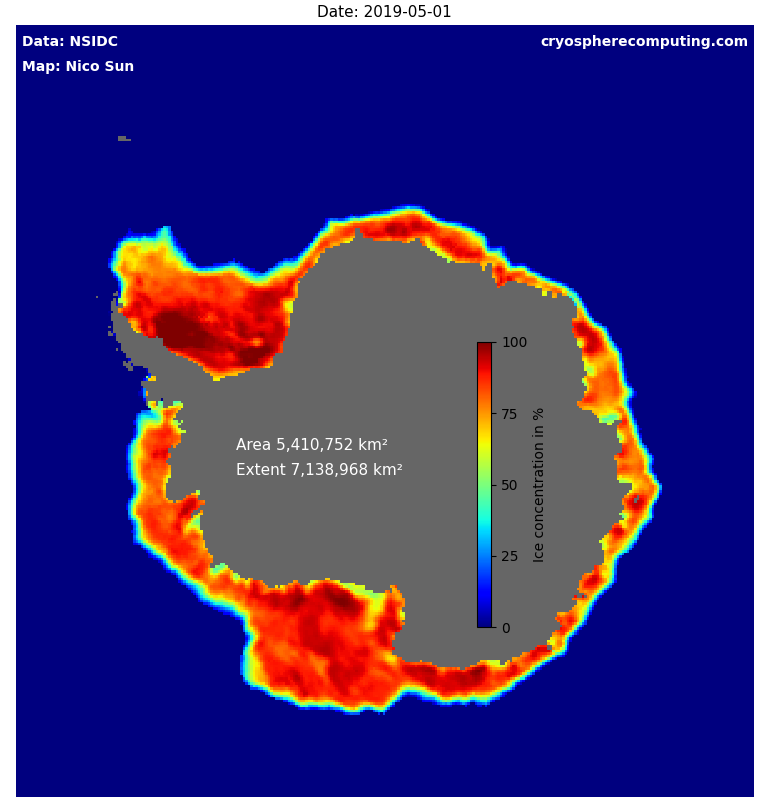 Date: 2019-05-01
Data: NSIDC
cryospherecomputing.com
Map: Nico Sun
Area 5,410,752 km²
Extent 7,138,968 km²
100
75
50
25
0
Ice concentration in %